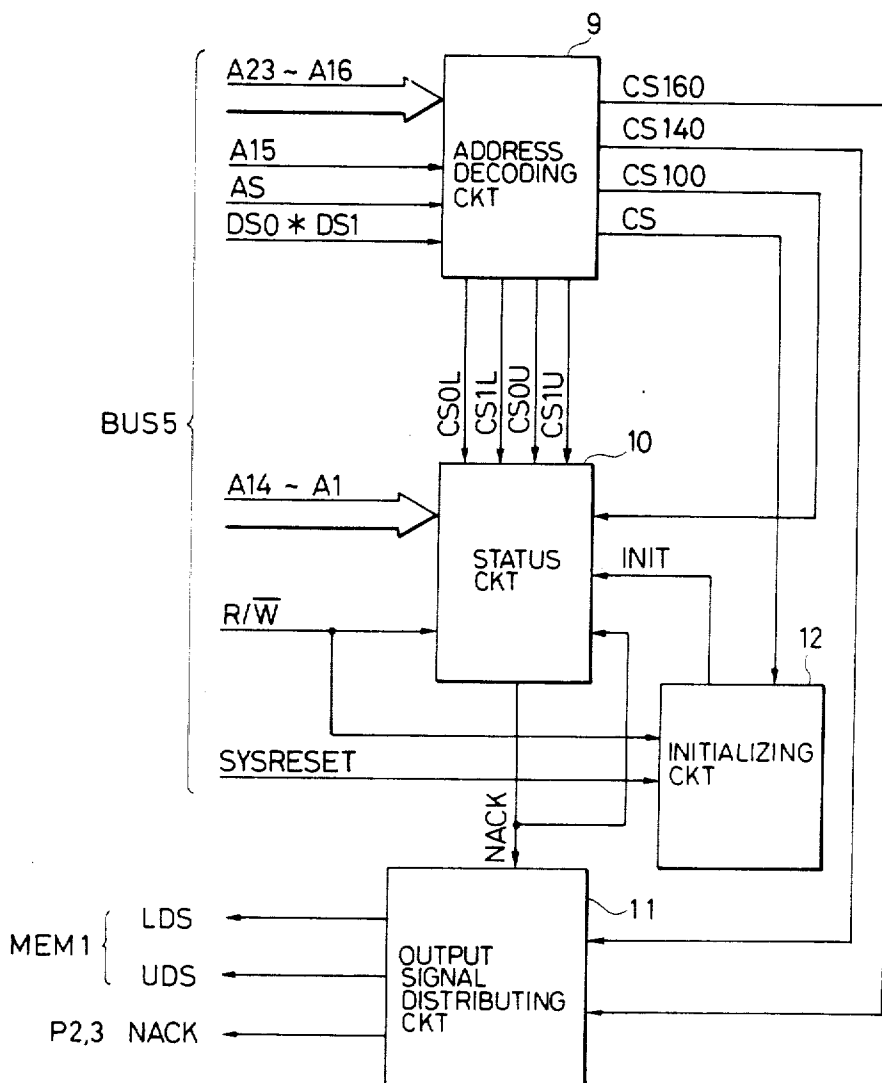 9
A23 ~ A16
A15
AS
DS0 * DS1
ADDRESS
DECODING
CKT
CS160
CS140
CS100
CS
CS0L
CS1L
CS0U
CS1U
BUS5
10
A14 ~ A1
STATUS
CKT
INIT
R/W̅
12
SYSRESET
INITIALIZING
CKT
NACK
11
MEM1
LDS
UDS
P2,3 NACK
OUTPUT
SIGNAL
DISTRIBUTING
CKT